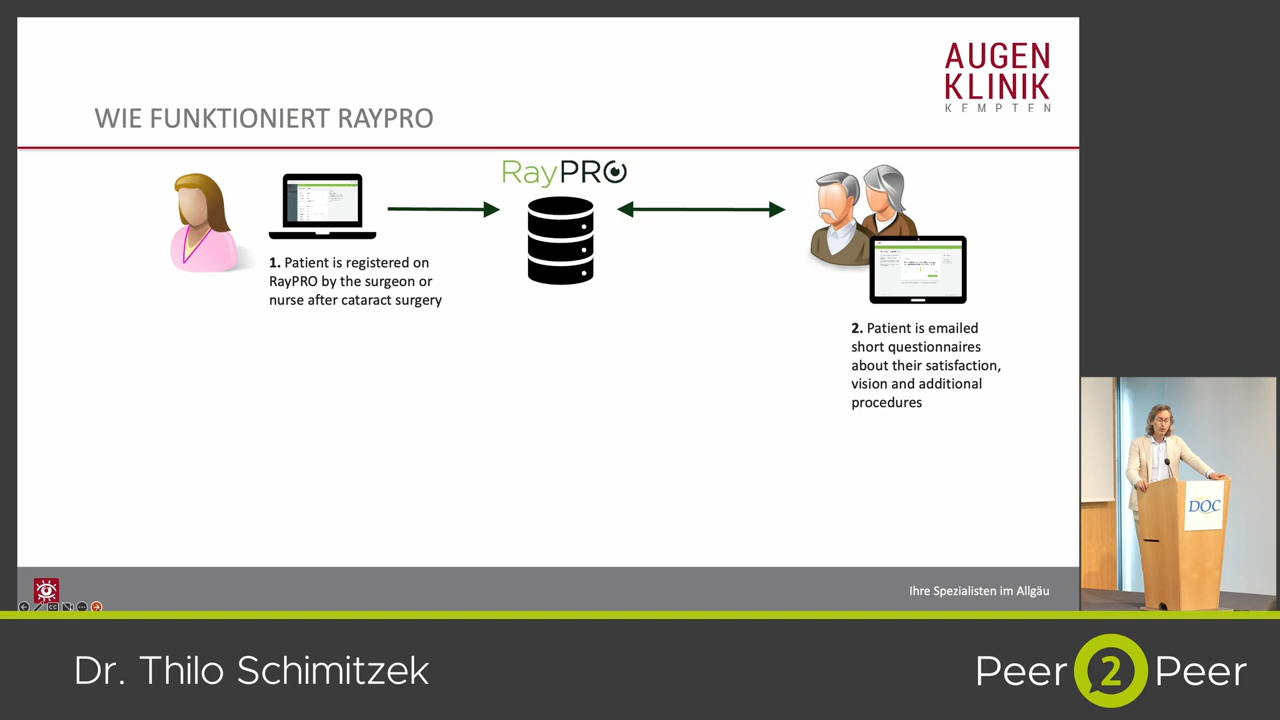 AUGEN
KLINIK
KEMPTEN
WIE FUNKTIONIERT RAYPRO
RayPRO
1. Patient is registered on
RayPRO by the surgeon or
nurse after cataract surgery
2. Patient is emailed
short questionnaires
about their satisfaction,
vision and additional
procedures
DOC
Ihre Spezialisten im Allgäu
Dr. Thilo Schimitzek
Peer 2 Peer